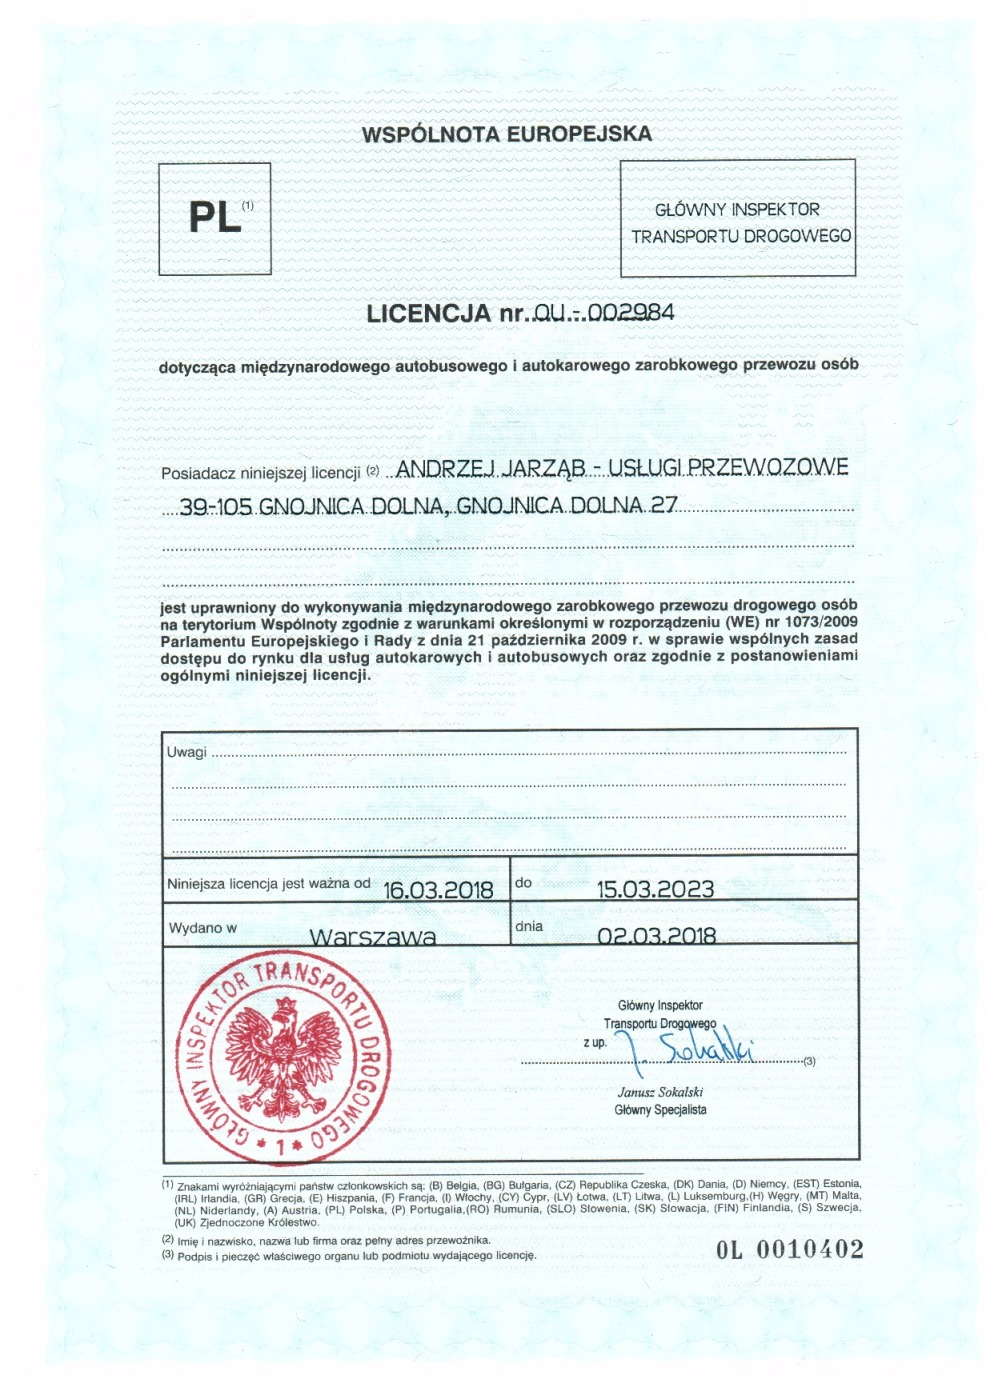 WSPÓLNOTA EUROPEJSKA
PL (1)
GŁÓWNY INSPEKTOR
TRANSPORTU DROGOWEGO
LICENCJA nr..OU.-.002984
dotycząca międzynarodowego autobusowego i autokarowego zarobkowego przewozu osób
Posiadacz niniejszej licencji (2) ..ANDRZEJ JARZĄB - USŁUGI PRZEWOZOWE
39-105 GNOJNICA DOLNA, GNOJNICA DOLNA 27
jest uprawniony do wykonywania międzynarodowego zarobkowego przewozu drogowego osób
na terytorium Wspólnoty zgodnie z warunkami określonymi w rozporządzeniu (WE) nr 1073/2009
Parlamentu Europejskiego i Rady z dnia 21 października 2009 r. w sprawie wspólnych zasad
dostępu do rynku dla usług autokarowych i autobusowych oraz zgodnie z postanowieniami
ogólnymi niniejszej licencji.
Uwagi
Niniejsza licencja jest ważna od 16.03.2018 do 15.03.2023
Wydano w Warszawa dnia 02.03.2018
GŁÓWNY INSPEKTOR TRANSPORTU DROGOWEGO
* 1 *
Główny Inspektor
Transportu Drogowego
z up. J. Sokalski
(3)
Janusz Sokalski
Główny Specjalista
(1) Znakami wyróżniającymi państw członkowskich są: (B) Belgia, (BG) Bulgaria, (CZ) Republika Czeska, (DK) Dania, (D) Niemcy, (EST) Estonia,
(IRL) Irlandia, (GR) Grecja, (E) Hiszpania, (F) Francja, (I) Włochy, (CY) Cypr, (LV) Łotwa, (LT) Litwa, (L) Luksemburg,(H) Węgry, (MT) Malta,
(NL) Niderlandy, (A) Austria, (PL) Polska, (P) Portugalia,(RO) Rumunia, (SLO) Słowenia, (SK) Słowacja, (FIN) Finlandia, (S) Szwecja,
(UK) Zjednoczone Królestwo.
(2) Imię i nazwisko, nazwa lub firma oraz pełny adres przewoźnika.
(3) Podpis i pieczęć właściwego organu lub podmiotu wydającego licencję.
0L 0010402